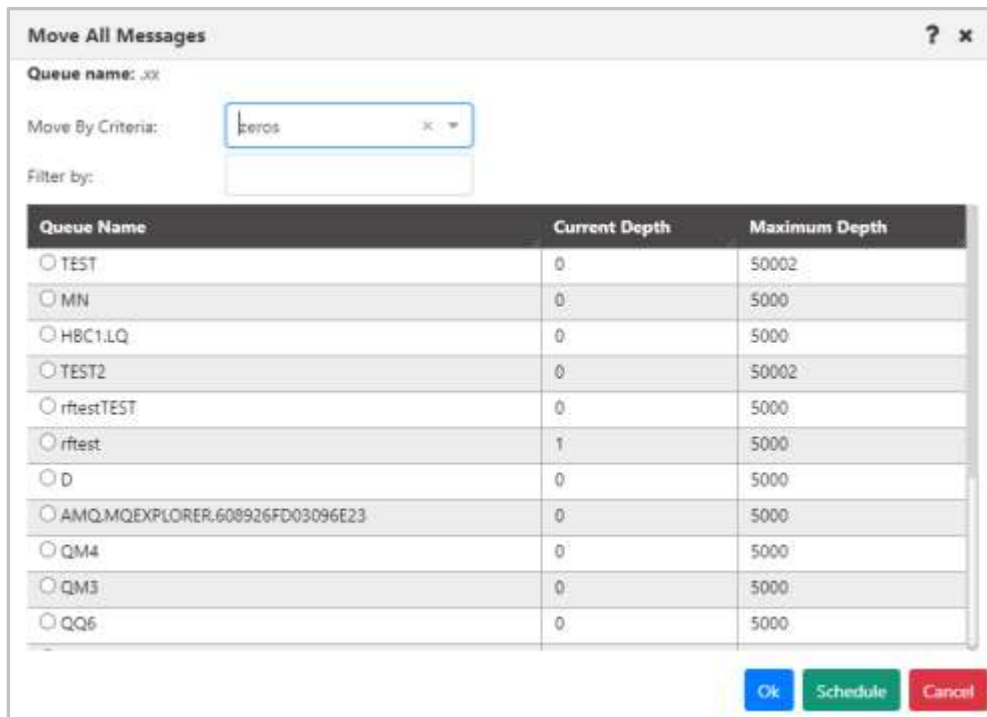 Move All Messages ? ×
Queue name: .xx
Move By Criteria: zeros × 
Filter by:
Queue Name Current Depth Maximum Depth
TEST 0 50002
MN 0 5000
HBC1.LQ 0 5000
TEST2 0 50002
rftestTEST 0 5000
rftest 1 5000
D 0 5000
AMQ.MQEXPLORER.608926FD03096E23 0 5000
QM4 0 5000
QM3 0 5000
QQ6 0 5000
Ok Schedule Cancel